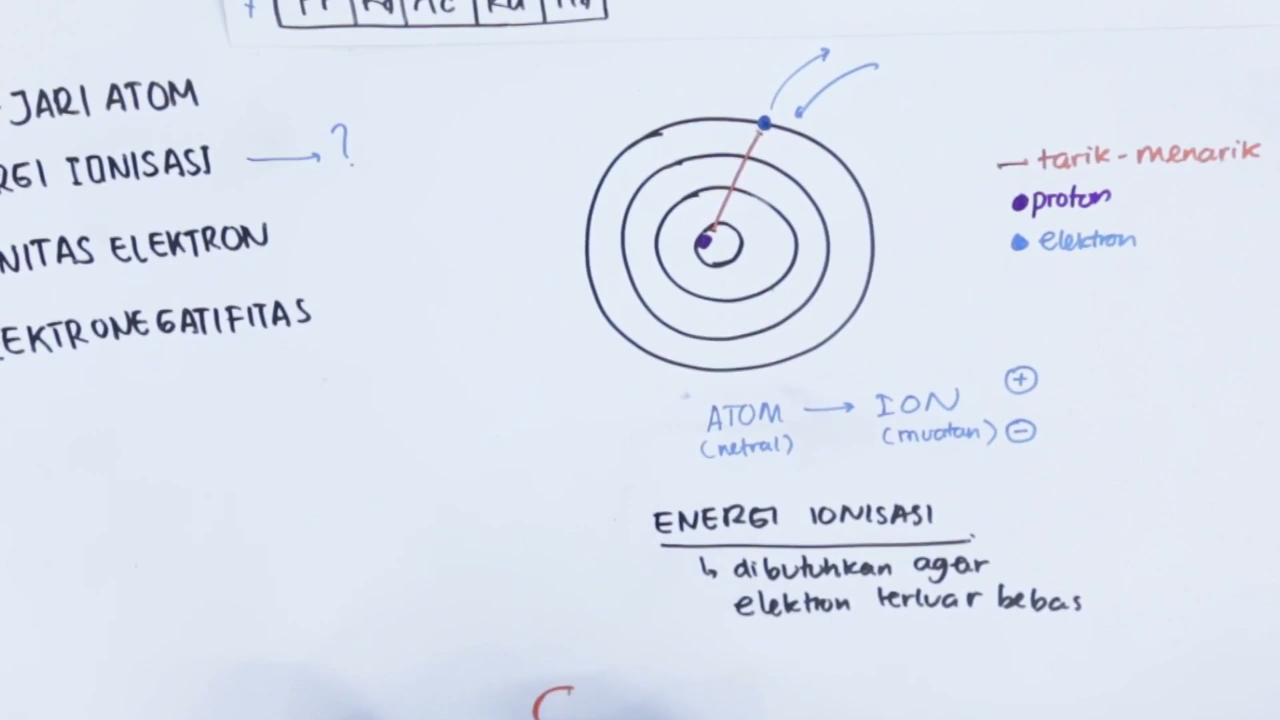 JARI ATOM
RGI IONISASI → ?
NITAS ELEKTRON
EKTRONEGATIFITAS
tarik-menarik
proton
elektron
ATOM → ION +
(netral) (muatan) -
ENERGI IONISASI
↳ dibutuhkan agar
elektron terluar bebas